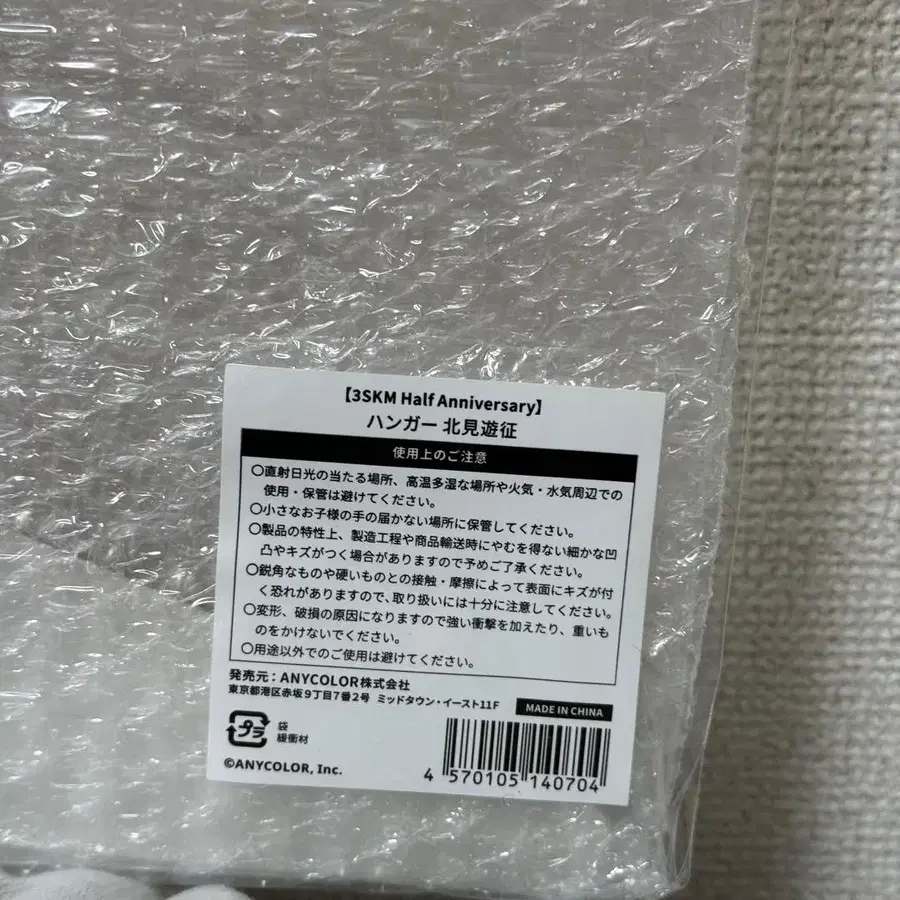 【3SKM Half Anniversary】
ハンガー 北見遊征
使用上のご注意
○直射日光の当たる場所、高温多湿な場所や火気・水気周辺での
使用・保管は避けてください。
○小さなお子様の手の届かない場所に保管してください。
○製品の特性上、製造工程や商品輸送時にやむを得ない細かな凹
凸やキズがつく場合がありますので予めご了承ください。
○鋭角なものや硬いものとの接触・摩擦によって表面にキズが付
く恐れがありますので、取り扱いには十分に注意してください。
○変形、破損の原因になりますので強い衝撃を加えたり、重いも
のをかけないでください。
○用途以外でのご使用は避けてください。
発売元：ANYCOLOR株式会社
東京都港区赤坂9丁目7番2号 ミッドタウン・イースト11F
MADE IN CHINA
プラ
袋
緩衝材
©ANYCOLOR, Inc.
4 570105 140704